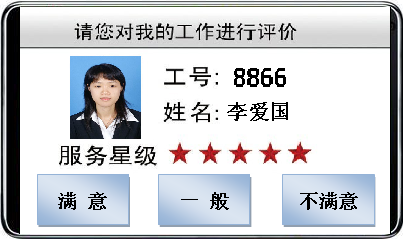 请您对我的工作进行评价
工号: 8866
姓名: 李爱国
服务星级 ★★★★★
满 意 一 般 不满意